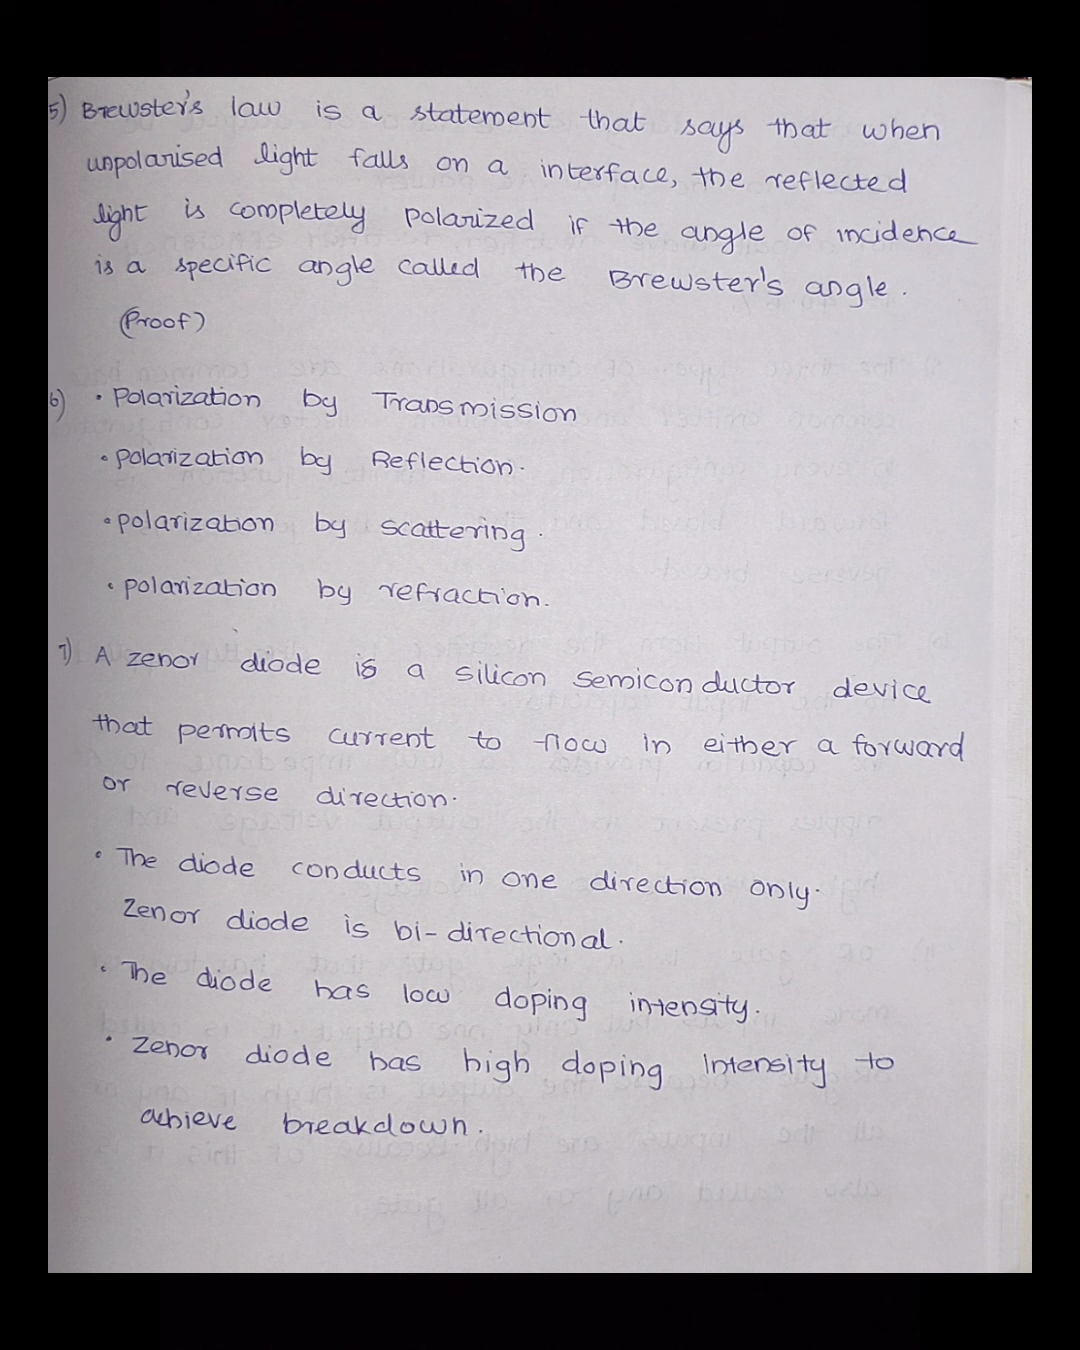 5) Brewster's law is a statement that says that when
unpolarised light falls on a interface, the reflected
light is completely polarized if the angle of incidence
is a specific angle called the Brewster's angle.
(Proof)
6) • Polarization by Transmission
• polarization by Reflection.
• polarization by scattering.
• polarization by refraction.
7) A zenor diode is a silicon semiconductor device
that permits current to flow in either a forward
or reverse direction.
• The diode conducts in one direction only.
Zenor diode is bi-directional.
• The diode has low doping intensity.
• Zenor diode has high doping intensity to
achieve breakdown.